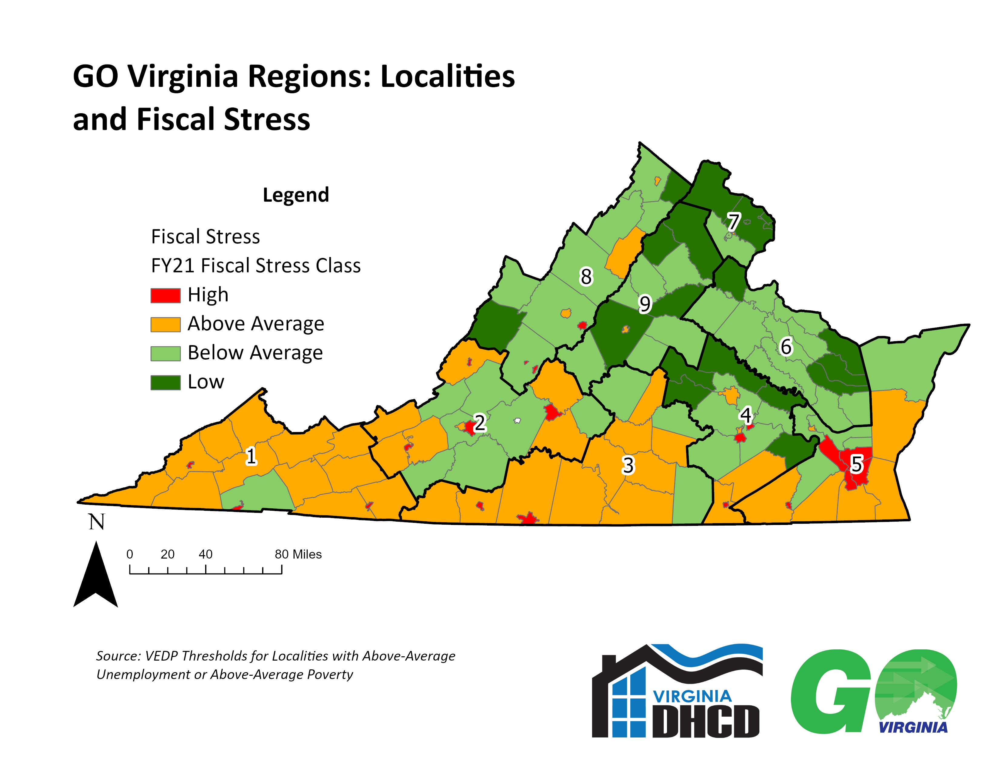 GO Virginia Regions: Localities
and Fiscal Stress
Legend
Fiscal Stress
FY21 Fiscal Stress Class
High
Above Average
Below Average
Low
7
8
9
6
4
2
1
3
5
N
0 20 40 80 Miles
Source: VEDP Thresholds for Localities with Above-Average
Unemployment or Above-Average Poverty
VIRGINIA
DHCD
GO
VIRGINIA